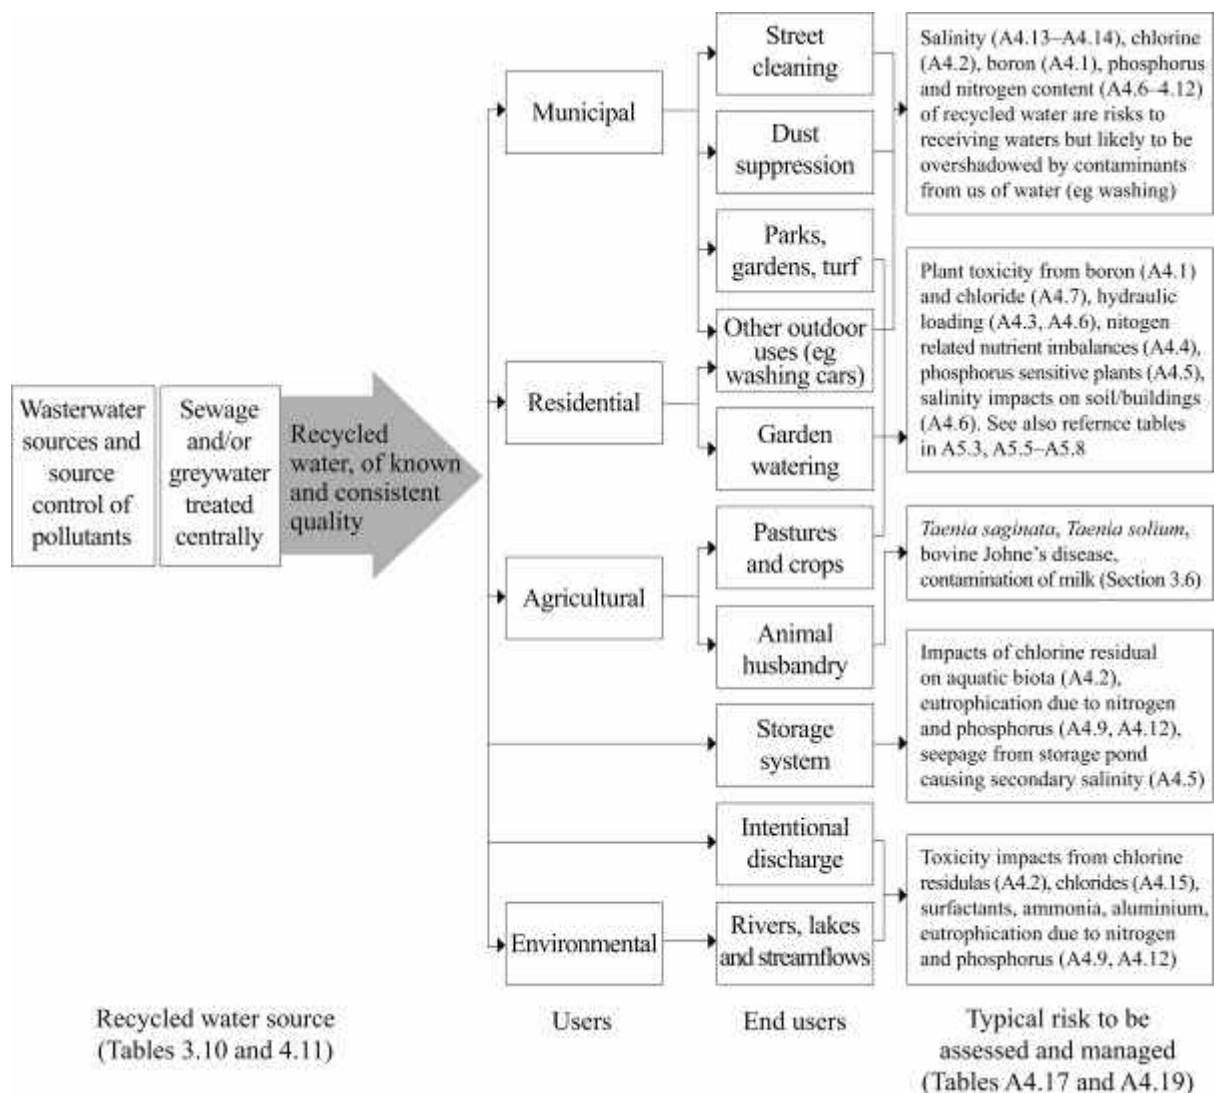 Wasterwater
sources and
source
control of
pollutants
Sewage
and/or
greywater
treated
centrally
Recycled
water, of known
and consistent
quality
Municipal
Residential
Agricultural
Environmental
Street
cleaning
Dust
suppression
Parks,
gardens, turf
Other outdoor
uses (eg
washing cars)
Garden
watering
Pastures
and crops
Animal
husbandry
Storage
system
Intentional
discharge
Rivers, lakes
and streamflows
Salinity (A4.13–A4.14), chlorine
(A4.2), boron (A4.1), phosphorus
and nitrogen content (A4.6–4.12)
of recycled water are risks to
receiving waters but likely to be
overshadowed by contaminants
from us of water (eg washing)
Plant toxicity from boron (A4.1)
and chloride (A4.7), hydraulic
loading (A4.3, A4.6), nitogen
related nutrient imbalances (A4.4),
phosphorus sensitive plants (A4.5),
salinity impacts on soil/buildings
(A4.6). See also refernce tables
in A5.3, A5.5–A5.8
Taenia saginata, Taenia solium,
bovine Johne’s disease,
contamination of milk (Section 3.6)
Impacts of chlorine residual
on aquatic biota (A4.2),
eutrophication due to nitrogen
and phosphorus (A4.9, A4.12),
seepage from storage pond
causing secondary salinity (A4.5)
Toxicity impacts from chlorine
residulas (A4.2), chlorides (A4.15),
surfactants, ammonia, aluminium,
eutrophication due to nitrogen
and phosphorus (A4.9, A4.12)
Recycled water source
(Tables 3.10 and 4.11)
Users
End users
Typical risk to be
assessed and managed
(Tables A4.17 and A4.19)